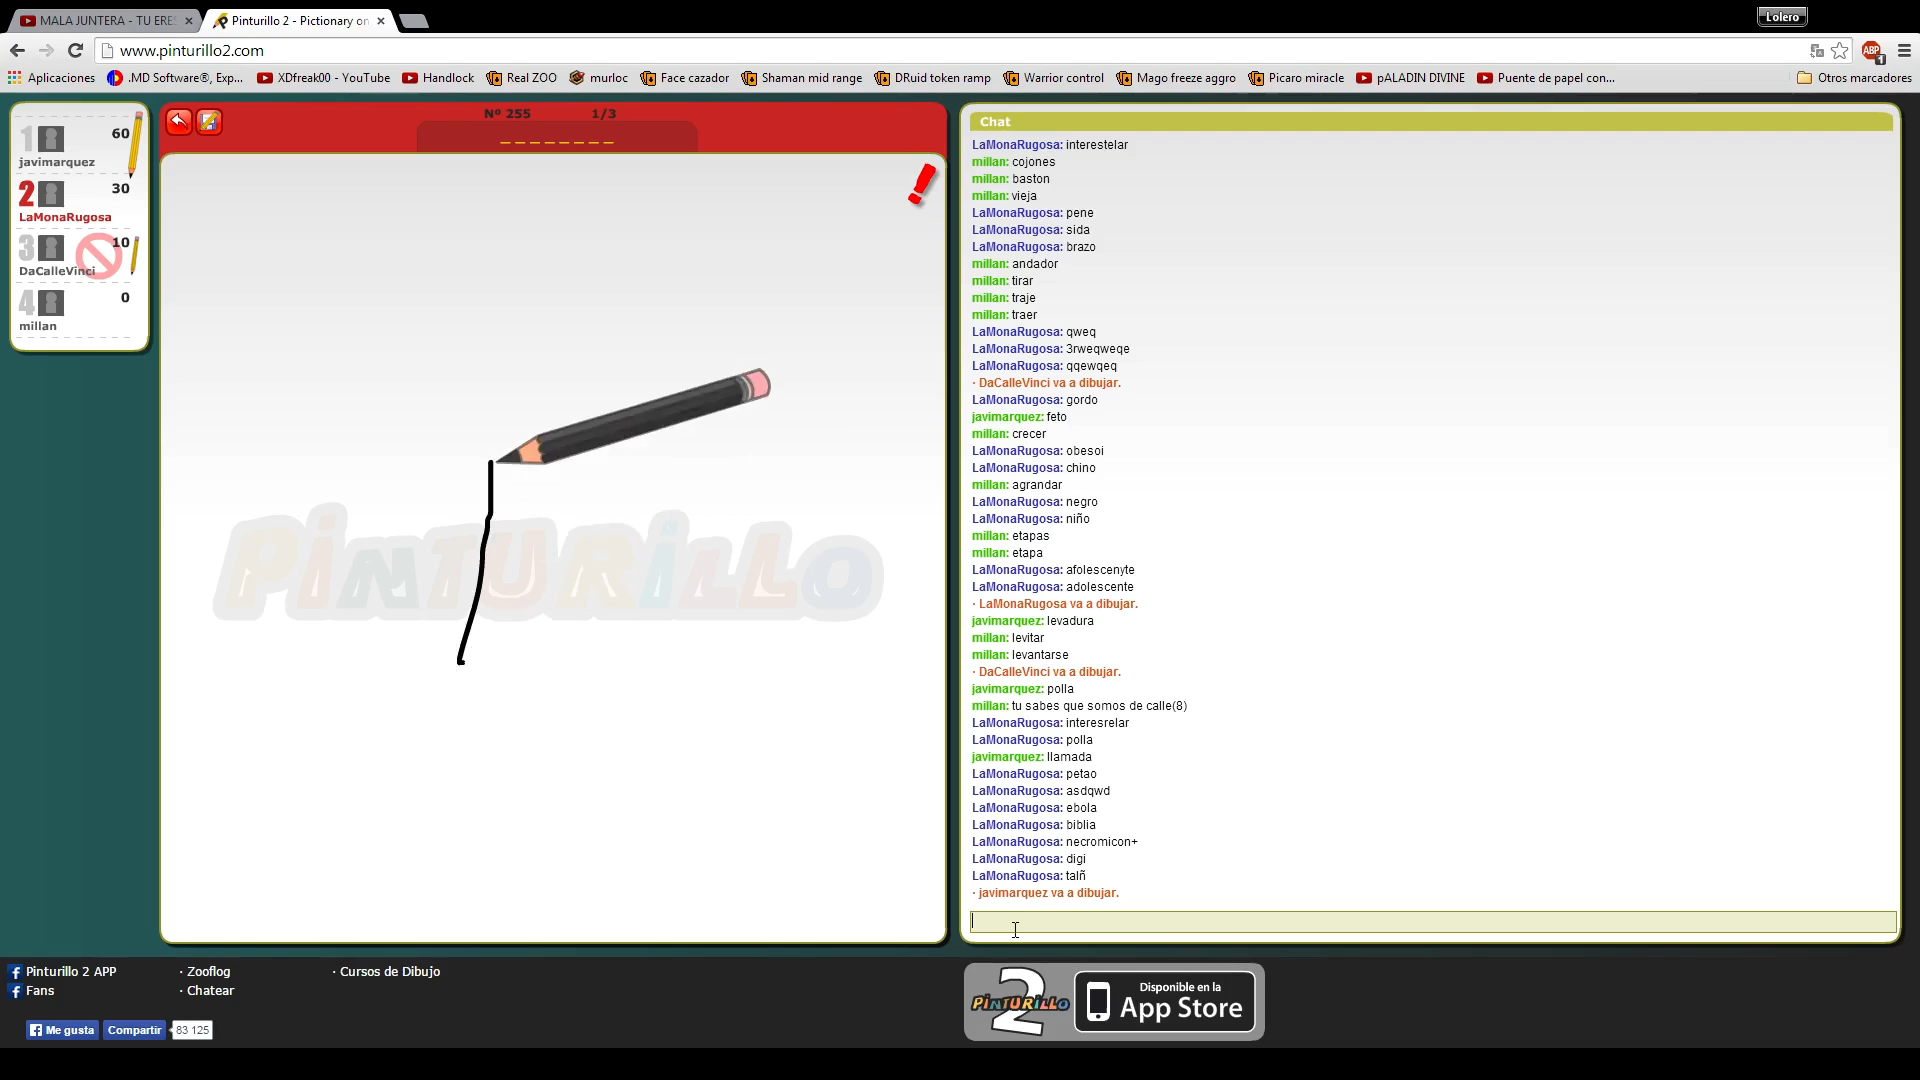 MALA JUNTERA - TU ERES
Pinturillo 2 - Pictionary on
Lolero
www.pinturillo2.com
ABP
1
Aplicaciones
.MD Software®, Exp...
XDfreak00 - YouTube
Handlock
Real ZOO
murloc
Face cazador
Shaman mid range
DRuid token ramp
Warrior control
Mago freeze aggro
Picaro miracle
pALADIN DIVINE
Puente de papel con...
Otros marcadores
1 60
javimarquez
2 30
LaMonaRugosa
3 10
DaCalleVinci
4 0
millan
Nº 255 1/3
_ _ _ _ _ _ _ _
PiNTURiLLO
Chat
LaMonaRugosa: interestelar
millan: cojones
millan: baston
millan: vieja
LaMonaRugosa: pene
LaMonaRugosa: sida
LaMonaRugosa: brazo
millan: andador
millan: tirar
millan: traje
millan: traer
LaMonaRugosa: qweq
LaMonaRugosa: 3rweqweqe
LaMonaRugosa: qqewqeq
· DaCalleVinci va a dibujar.
LaMonaRugosa: gordo
javimarquez: feto
millan: crecer
LaMonaRugosa: obesoi
LaMonaRugosa: chino
millan: agrandar
LaMonaRugosa: negro
LaMonaRugosa: niño
millan: etapas
millan: etapa
LaMonaRugosa: afolescenyte
LaMonaRugosa: adolescente
· LaMonaRugosa va a dibujar.
javimarquez: levadura
millan: levitar
millan: levantarse
· DaCalleVinci va a dibujar.
javimarquez: polla
millan: tu sabes que somos de calle(8)
LaMonaRugosa: interesrelar
LaMonaRugosa: polla
javimarquez: llamada
LaMonaRugosa: petao
LaMonaRugosa: asdqwd
LaMonaRugosa: ebola
LaMonaRugosa: biblia
LaMonaRugosa: necromicon+
LaMonaRugosa: digi
LaMonaRugosa: talñ
· javimarquez va a dibujar.
Pinturillo 2 APP
Fans
· Zooflog
· Chatear
· Cursos de Dibujo
Me gusta
Compartir
83 125
PiNTURiLLO 2
Disponible en la
App Store